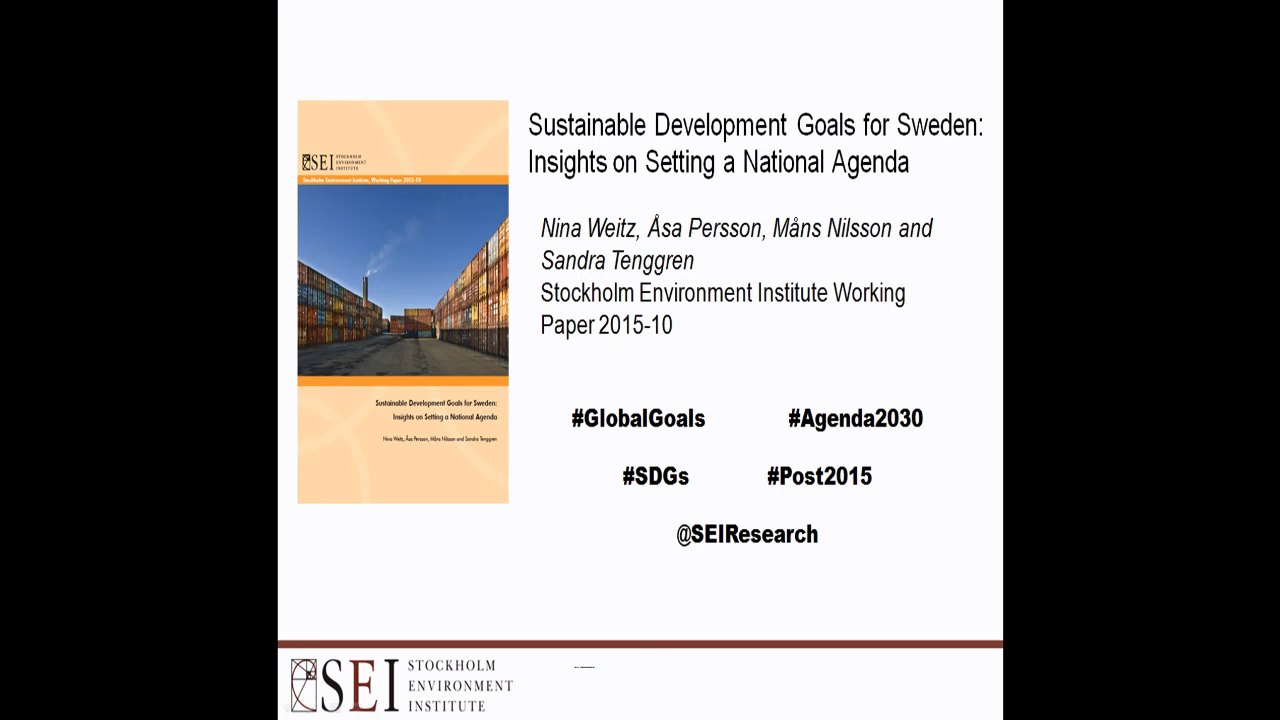 SEI STOCKHOLM
ENVIRONMENT
INSTITUTE
Stockholm Environment Institute, Working Paper 2015-10
Sustainable Development Goals for Sweden:
Insights on Setting a National Agenda
Nina Weitz, Åsa Persson, Måns Nilsson and Sandra Tenggren
Sustainable Development Goals for Sweden:
Insights on Setting a National Agenda
Nina Weitz, Åsa Persson, Måns Nilsson and
Sandra Tenggren
Stockholm Environment Institute Working
Paper 2015-10
#GlobalGoals #Agenda2030
#SDGs #Post2015
@SEIResearch
SEI STOCKHOLM
ENVIRONMENT
INSTITUTE